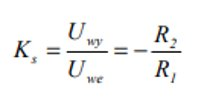 K_s = U_wy / U_we = - R_2 / R_1